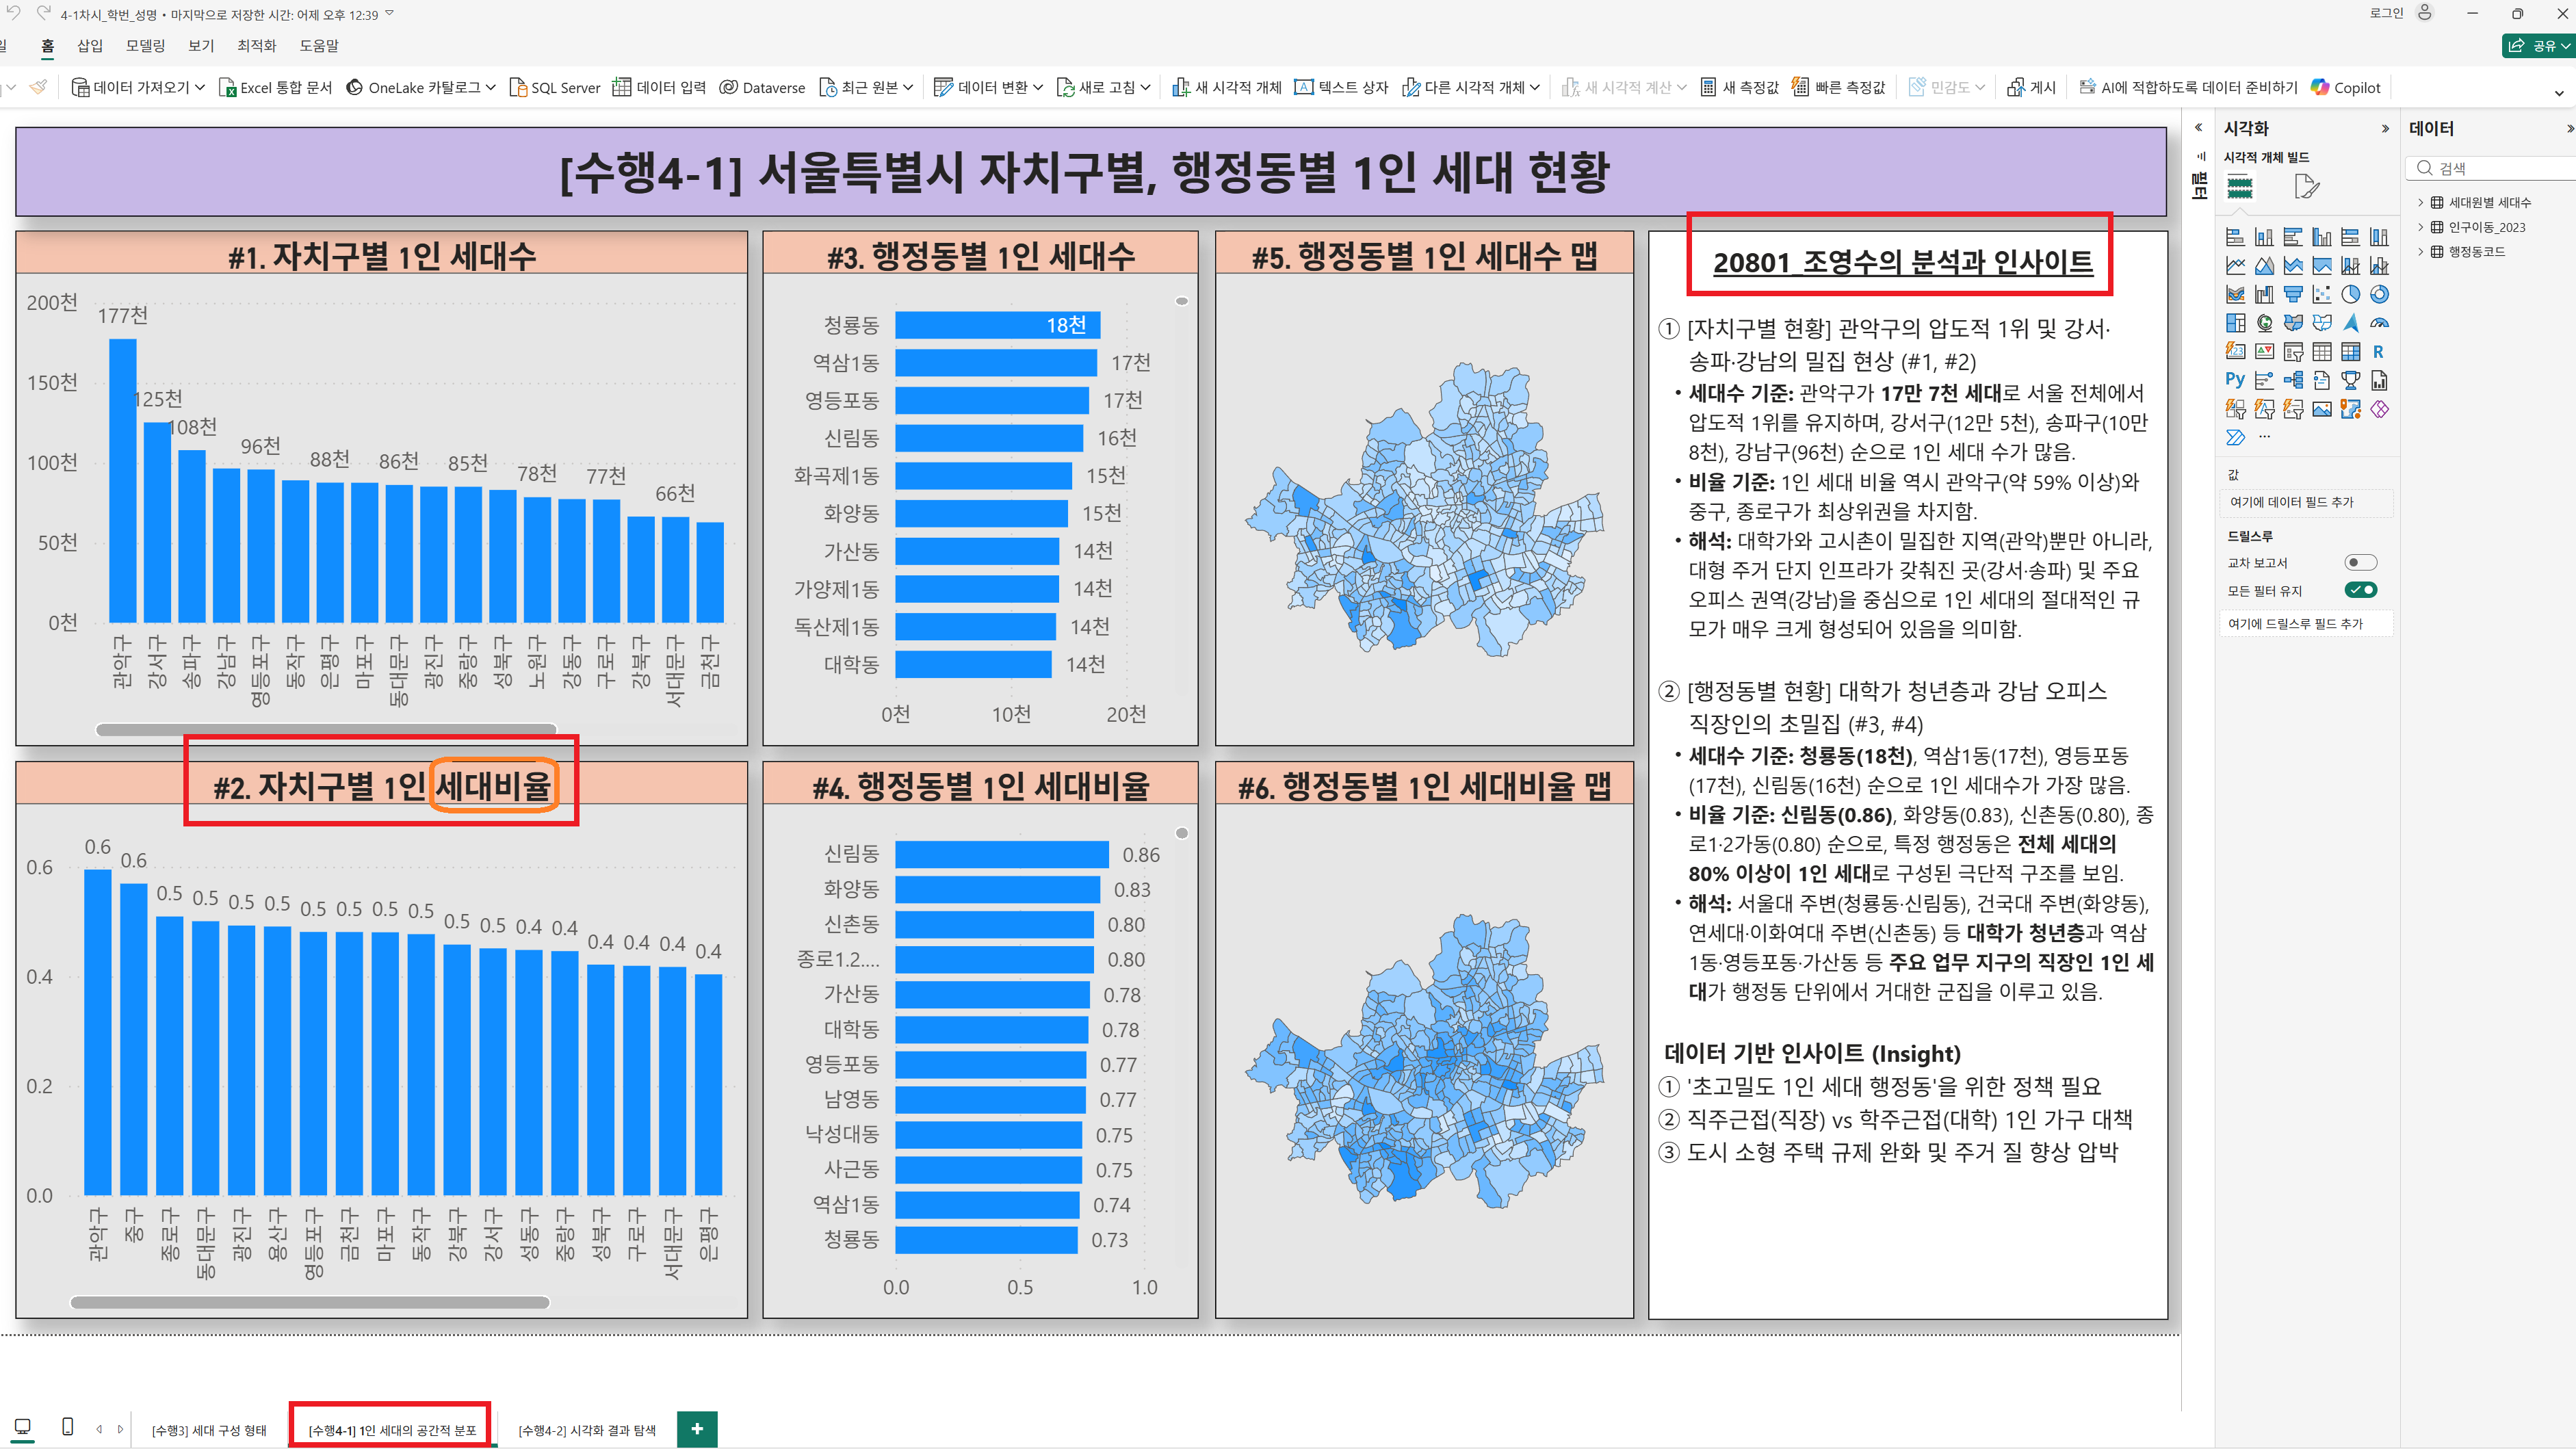 4-1차시_학번_성명 • 마지막으로 저장한 시간: 어제 오후 12:39
로그인
홈 삽입 모델링 보기 최적화 도움말
공유
데이터 가져오기 Excel 통합 문서 OneLake 카탈로그 SQL Server 데이터 입력 Dataverse 최근 원본 데이터 변환 새로 고침 새 시각적 개체 텍스트 상자 다른 시각적 개체 새 시각적 계산 새 측정값 빠른 측정값 민감도 게시 AI에 적합하도록 데이터 준비하기 Copilot
[수행4-1] 서울특별시 자치구별, 행정동별 1인 세대 현황
#1. 자치구별 1인 세대수
200천
150천
100천
50천
0천
177천
125천
108천
96천
88천
86천
85천
78천
77천
66천
관악구 강서구 송파구 강남구 영등포구 동작구 은평구 마포구 동대문구 광진구 중랑구 성북구 노원구 강동구 구로구 강북구 서대문구 금천구
#3. 행정동별 1인 세대수
청룡동 18천
역삼1동 17천
영등포동 17천
신림동 16천
화곡제1동 15천
화양동 15천
가산동 14천
가양제1동 14천
독산제1동 14천
대학동 14천
0천 10천 20천
#5. 행정동별 1인 세대수 맵
#2. 자치구별 1인 세대비율
0.6
0.4
0.2
0.0
0.6 0.6 0.5 0.5 0.5 0.5 0.5 0.5 0.5 0.5 0.5 0.5 0.4 0.4 0.4 0.4 0.4 0.4
관악구 중구 종로구 동대문구 광진구 용산구 영등포구 금천구 마포구 동작구 강북구 강서구 성동구 중랑구 성북구 구로구 서대문구 은평구
#4. 행정동별 1인 세대비율
신림동 0.86
화양동 0.83
신촌동 0.80
종로1.2.... 0.80
가산동 0.78
대학동 0.78
영등포동 0.77
남영동 0.77
낙성대동 0.75
사근동 0.75
역삼1동 0.74
청룡동 0.73
0.0 0.5 1.0
#6. 행정동별 1인 세대비율 맵
20801_조영수의 분석과 인사이트
① [자치구별 현황] 관악구의 압도적 1위 및 강서·
송파·강남의 밀집 현상 (#1, #2)
• 세대수 기준: 관악구가 17만 7천 세대로 서울 전체에서
압도적 1위를 유지하며, 강서구(12만 5천), 송파구(10만
8천), 강남구(96천) 순으로 1인 세대 수가 많음.
• 비율 기준: 1인 세대 비율 역시 관악구(약 59% 이상)와
중구, 종로구가 최상위권을 차지함.
• 해석: 대학가와 고시촌이 밀집한 지역(관악)뿐만 아니라,
대형 주거 단지 인프라가 갖춰진 곳(강서·송파) 및 주요
오피스 권역(강남)을 중심으로 1인 세대의 절대적인 규
모가 매우 크게 형성되어 있음을 의미함.
② [행정동별 현황] 대학가 청년층과 강남 오피스
직장인의 초밀집 (#3, #4)
• 세대수 기준: 청룡동(18천), 역삼1동(17천), 영등포동
(17천), 신림동(16천) 순으로 1인 세대수가 가장 많음.
• 비율 기준: 신림동(0.86), 화양동(0.83), 신촌동(0.80), 종
로1·2가동(0.80) 순으로, 특정 행정동은 전체 세대의
80% 이상이 1인 세대로 구성된 극단적 구조를 보임.
• 해석: 서울대 주변(청룡동·신림동), 건국대 주변(화양동),
연세대·이화여대 주변(신촌동) 등 대학가 청년층과 역삼
1동·영등포동·가산동 등 주요 업무 지구의 직장인 1인 세
대가 행정동 단위에서 거대한 군집을 이루고 있음.
데이터 기반 인사이트 (Insight)
① '초고밀도 1인 세대 행정동'을 위한 정책 필요
② 직주근접(직장) vs 학주근접(대학) 1인 가구 대책
③ 도시 소형 주택 규제 완화 및 주거 질 향상 압박
필터
시각화
시각적 개체 빌드
123
R
Py
값
여기에 데이터 필드 추가
드릴스루
교차 보고서
모든 필터 유지
여기에 드릴스루 필드 추가
데이터
검색
세대원별 세대수
인구이동_2023
행정동코드
[수행3] 세대 구성 형태
[수행4-1] 1인 세대의 공간적 분포
[수행4-2] 시각화 결과 탐색